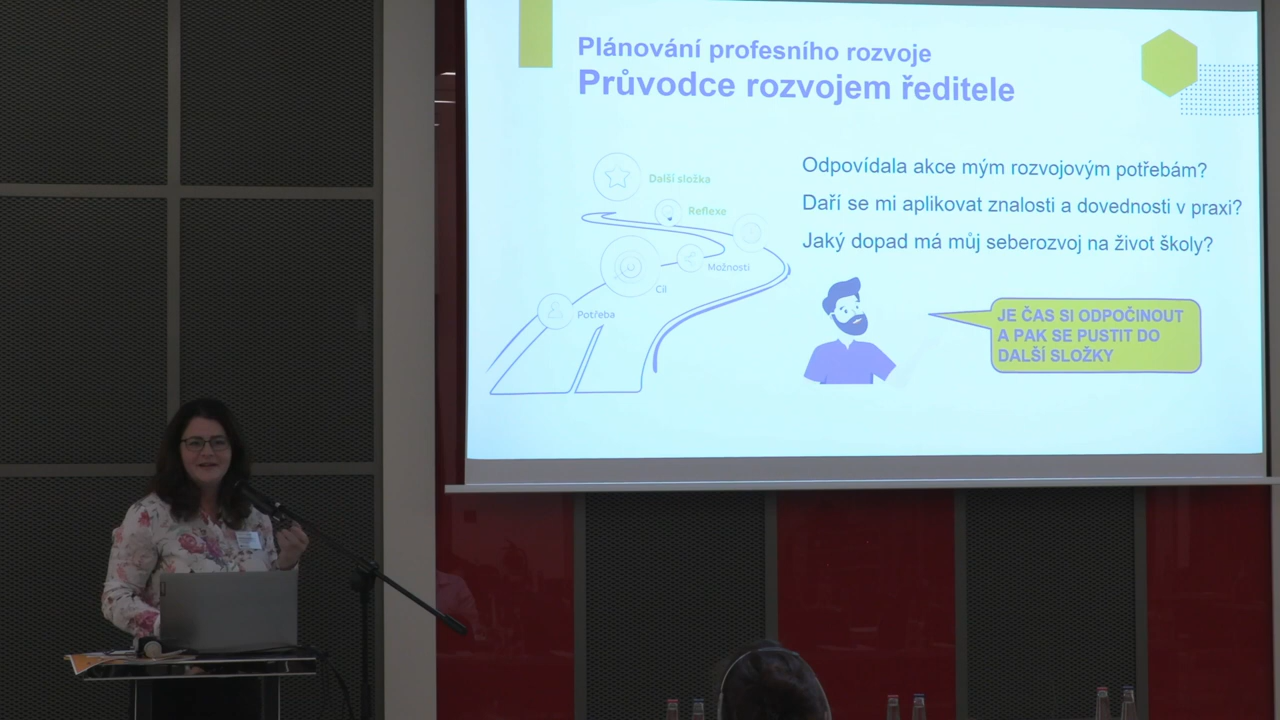 Plánování profesního rozvoje
Průvodce rozvojem ředitele
Odpovídala akce mým rozvojovým potřebám?
Daří se mi aplikovat znalosti a dovednosti v praxi?
Jaký dopad má můj seberozvoj na život školy?
Další složka
Reflexe
Možnosti
Cíl
Potřeba
JE ČAS SI ODPOČINOUT
A PAK SE PUSTIT DO
DALŠÍ SLOŽKY